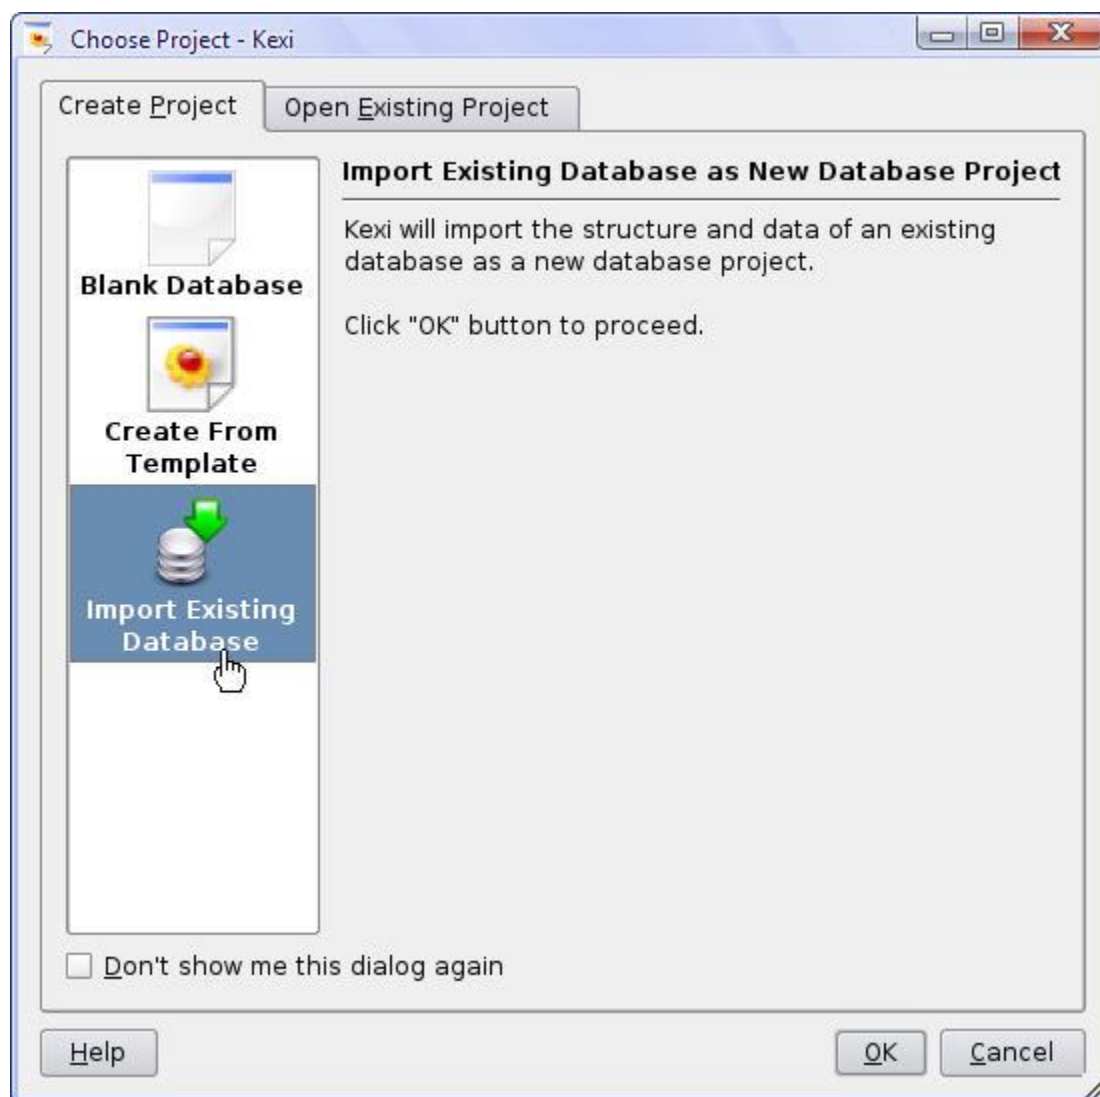 Choose Project - Kexi
Create Project
Open Existing Project
Blank Database
Create From
Template
Import Existing
Database
Import Existing Database as New Database Project
Kexi will import the structure and data of an existing
database as a new database project.
Click "OK" button to proceed.
Don't show me this dialog again
Help
OK
Cancel